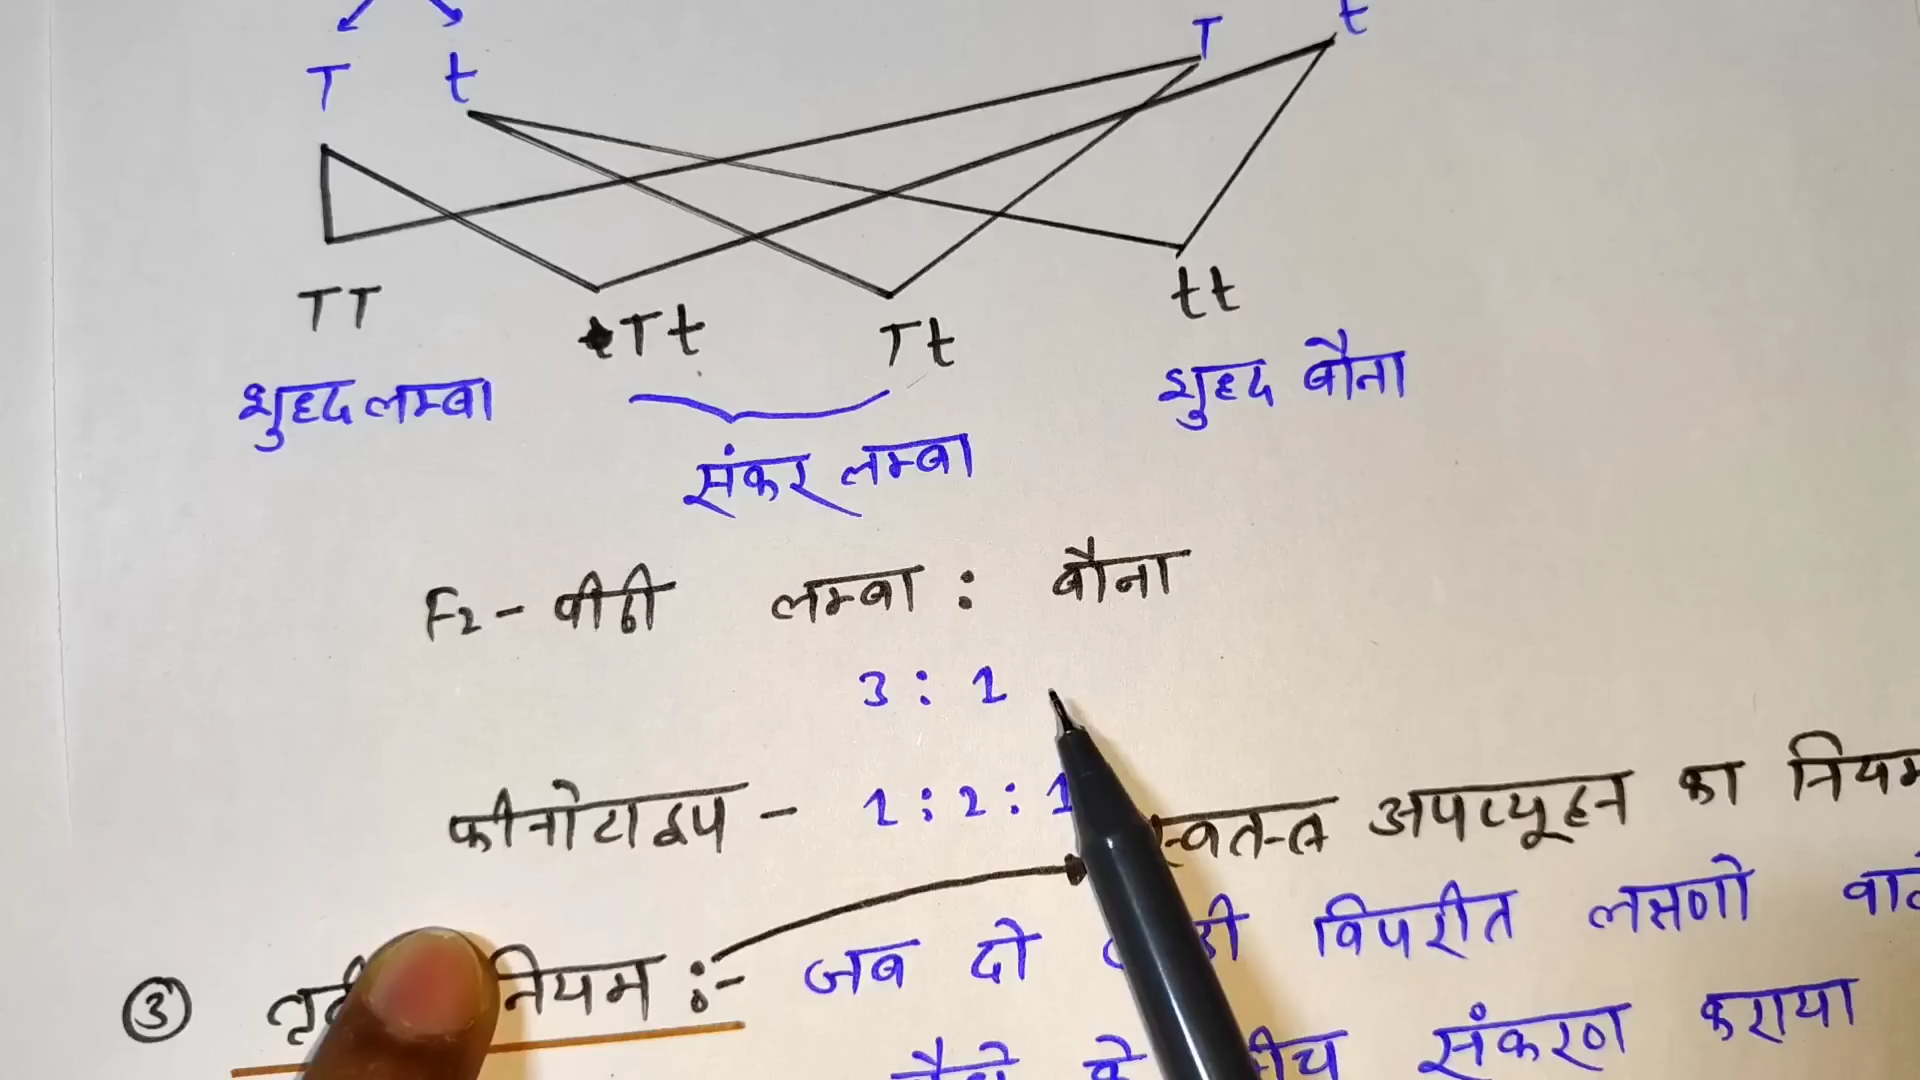 T t T t
TT Tt Tt tt
शुद्द लम्बा शुद्द बौना
संकर लम्बा
F2 - पीढी लम्बा : बौना
3 : 1
फीनोटाइप - 1 : 2 : 1
स्वतन्त्र अपव्यूहन का नियम
③ नियम :- जब दो विपरीत लक्षणो
संकरण कराया